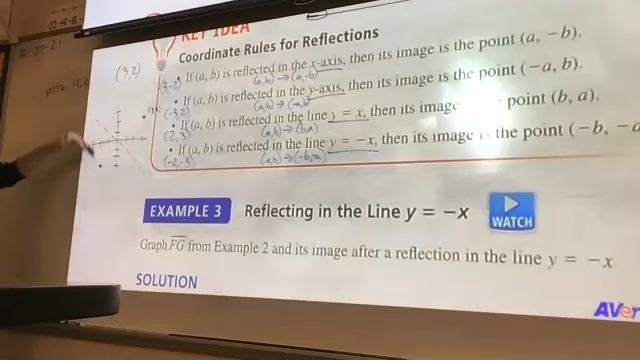 -20-19-18-
KEY IDEA
Coordinate Rules for Reflections
(3,2)
• If (a, b) is reflected in the x-axis, then its image is the point (a, −b).
(3,-2) (a,b)→(a,-b)
• If (a, b) is reflected in the y-axis, then its image is the point (−a, b).
(-3,2) (a,b)→(-a,b)
• If (a, b) is reflected in the line y = x, then its image point (b, a).
(2,3) (a,b)→(b,a)
• If (a, b) is reflected in the line y = −x, then its image is the point (−b, −a
(-2,-3) (a,b)→(-b,-a)
EXAMPLE 3 Reflecting in the Line y = −x WATCH
Graph FG from Example 2 and its image after a reflection in the line y = −x
SOLUTION
AVer